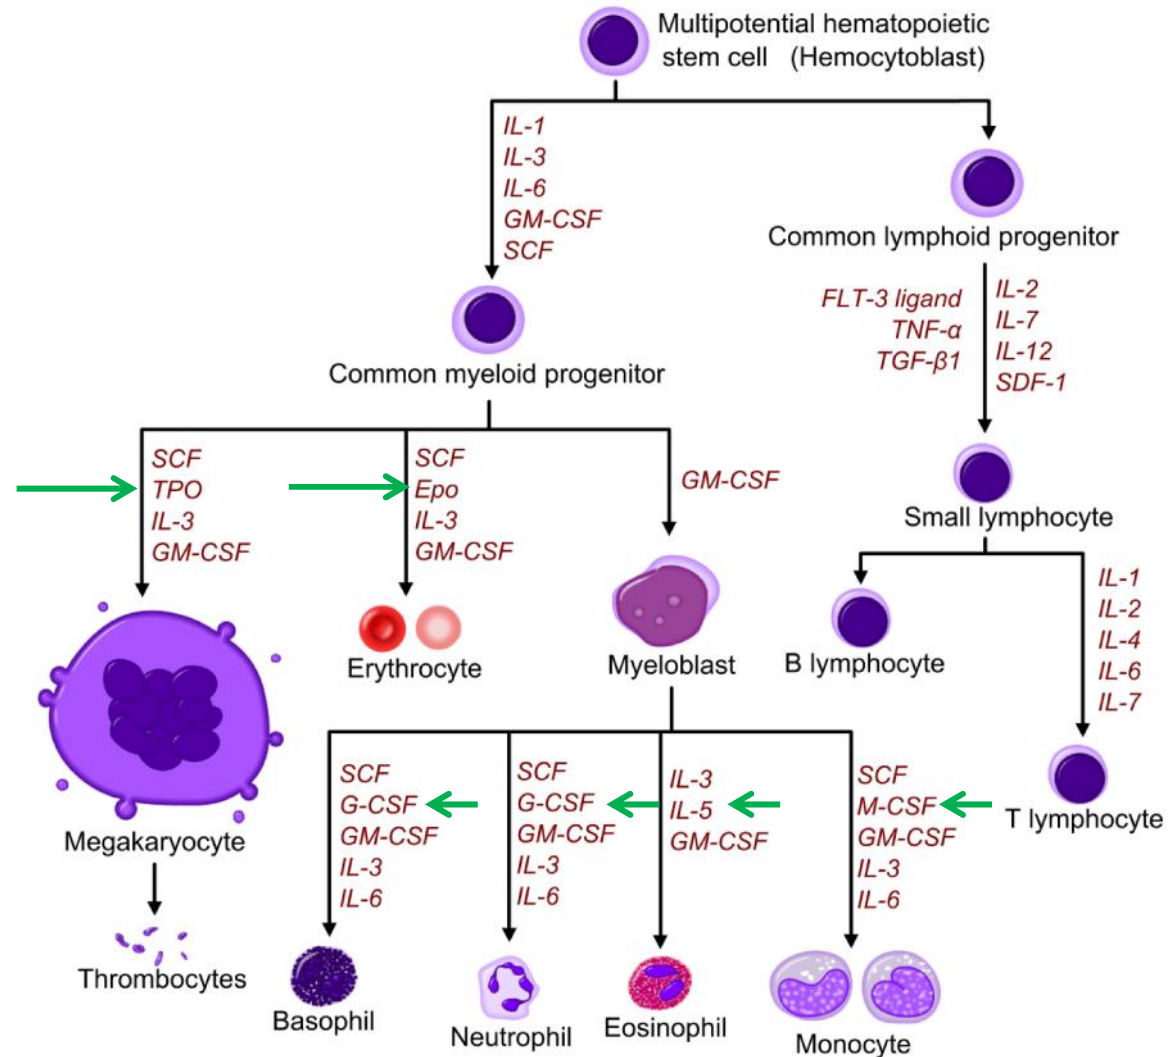 Multipotential hematopoietic
stem cell (Hemocytoblast)
IL-1
IL-3
IL-6
GM-CSF
SCF
Common lymphoid progenitor
Common myeloid progenitor
FLT-3 ligand
TNF-α
TGF-β1
IL-2
IL-7
IL-12
SDF-1
SCF
TPO
IL-3
GM-CSF
SCF
Epo
IL-3
GM-CSF
GM-CSF
Small lymphocyte
Megakaryocyte
Thrombocytes
Erythrocyte
Myeloblast
B lymphocyte
IL-1
IL-2
IL-4
IL-6
IL-7
T lymphocyte
SCF
G-CSF
GM-CSF
IL-3
IL-6
SCF
G-CSF
GM-CSF
IL-3
IL-6
IL-3
IL-5
GM-CSF
SCF
M-CSF
GM-CSF
IL-3
IL-6
Basophil
Neutrophil
Eosinophil
Monocyte